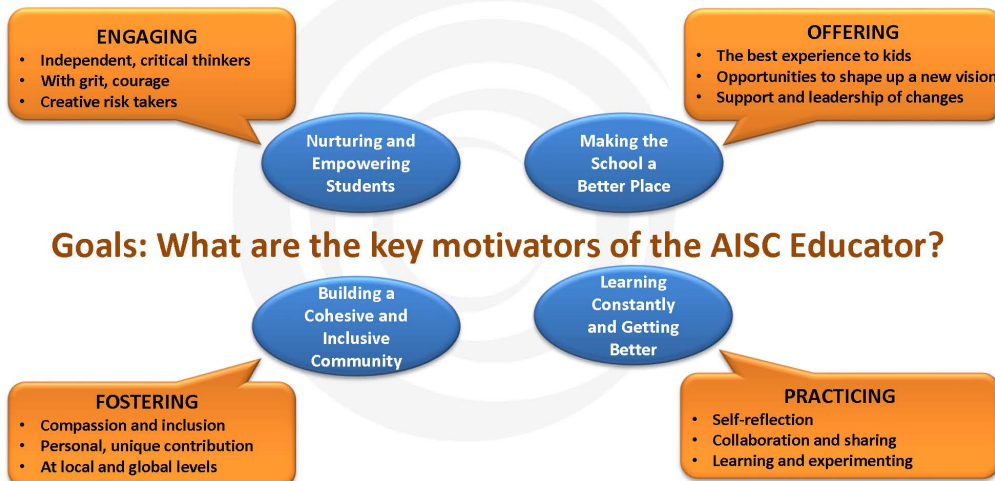 ENGAGING
• Independent, critical thinkers
• With grit, courage
• Creative risk takers
OFFERING
• The best experience to kids
• Opportunities to shape up a new vision
• Support and leadership of changes
Nurturing and
Empowering
Students
Making the
School a
Better Place
Goals: What are the key motivators of the AISC Educator?
Building a
Cohesive and
Inclusive
Community
Learning
Constantly
and Getting
Better
FOSTERING
• Compassion and inclusion
• Personal, unique contribution
• At local and global levels
PRACTICING
• Self-reflection
• Collaboration and sharing
• Learning and experimenting